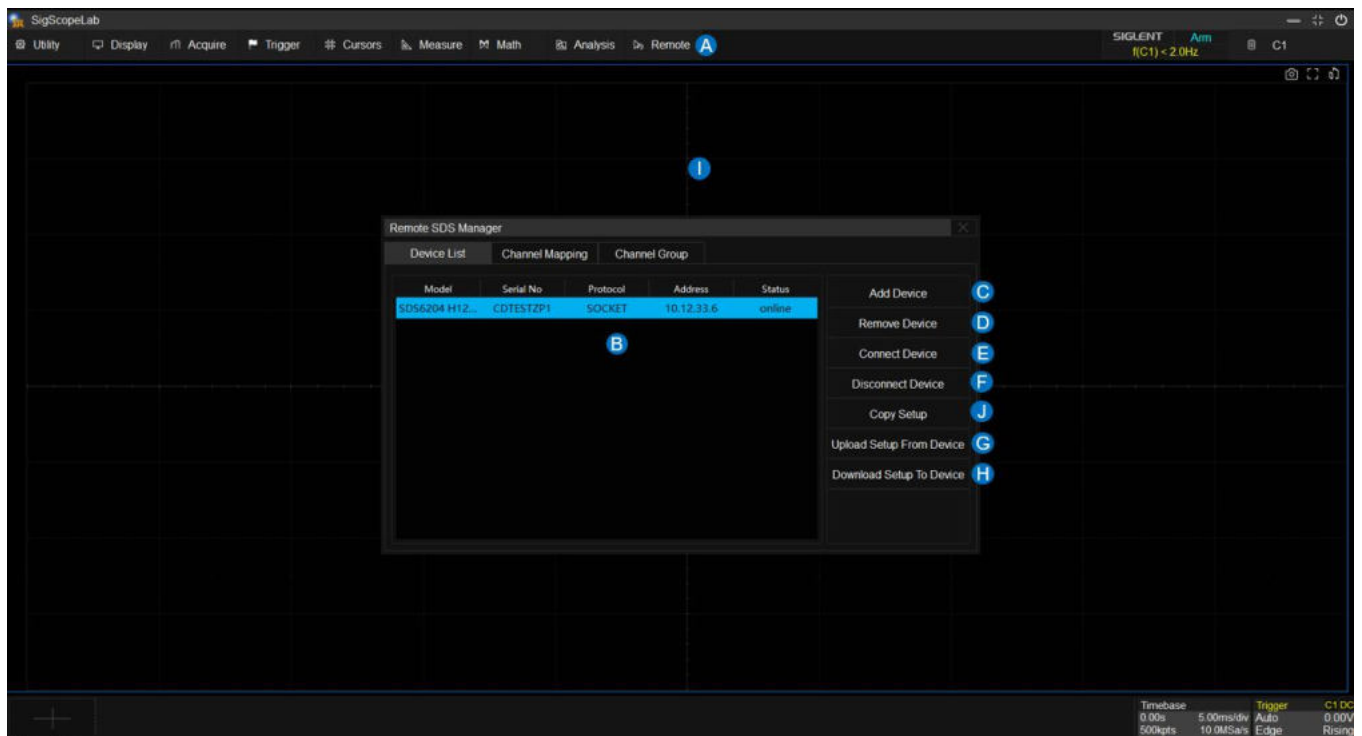 SigScopeLab
Utility Display Acquire Trigger Cursors Measure Math Analysis Remote A
SIGLENT Arm
f(C1) < 2.0Hz
C1
I
Remote SDS Manager
Device List Channel Mapping Channel Group
Model Serial No Protocol Address Status
SDS6204 H12... CDTESTZP1 SOCKET 10.12.33.6 online
B
Add Device C
Remove Device D
Connect Device E
Disconnect Device F
Copy Setup J
Upload Setup From Device G
Download Setup To Device H
Timebase Trigger C1 DC
0.00s 5.00ms/div Auto 0.00V
500kpts 10.0MSa/s Edge Rising